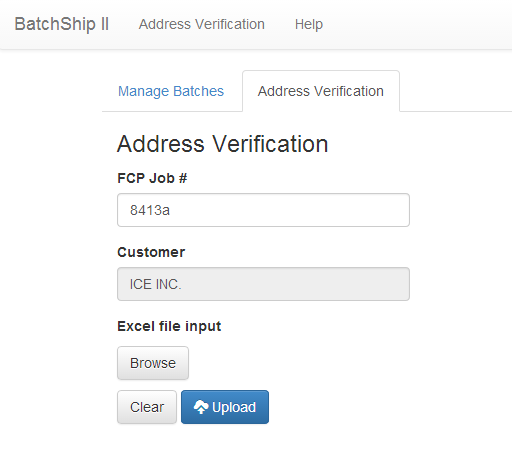 BatchShip II Address Verification Help
Manage Batches Address Verification
Address Verification
FCP Job #
8413a
Customer
ICE INC.
Excel file input
Browse
Clear Upload